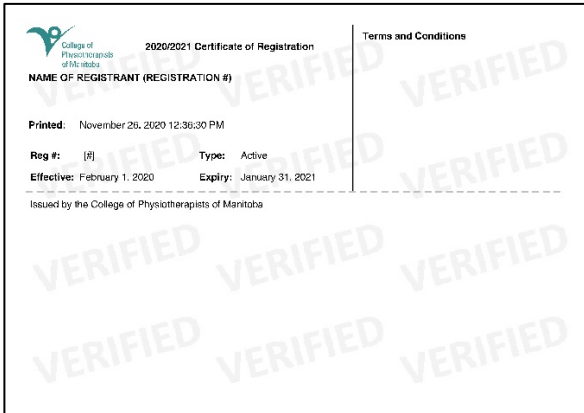 College of
Physiotherapists
of Manitoba
2020/2021 Certificate of Registration
NAME OF REGISTRANT (REGISTRATION #)
Printed: November 26, 2020 12:36:30 PM
Reg #: [#] Type: Active
Effective: February 1, 2020 Expiry: January 31, 2021
Terms and Conditions
Issued by the College of Physiotherapists of Manitoba
VERIFIED VERIFIED VERIFIED
VERIFIED VERIFIED VERIFIED
VERIFIED VERIFIED VERIFIED
VERIFIED VERIFIED VERIFIED